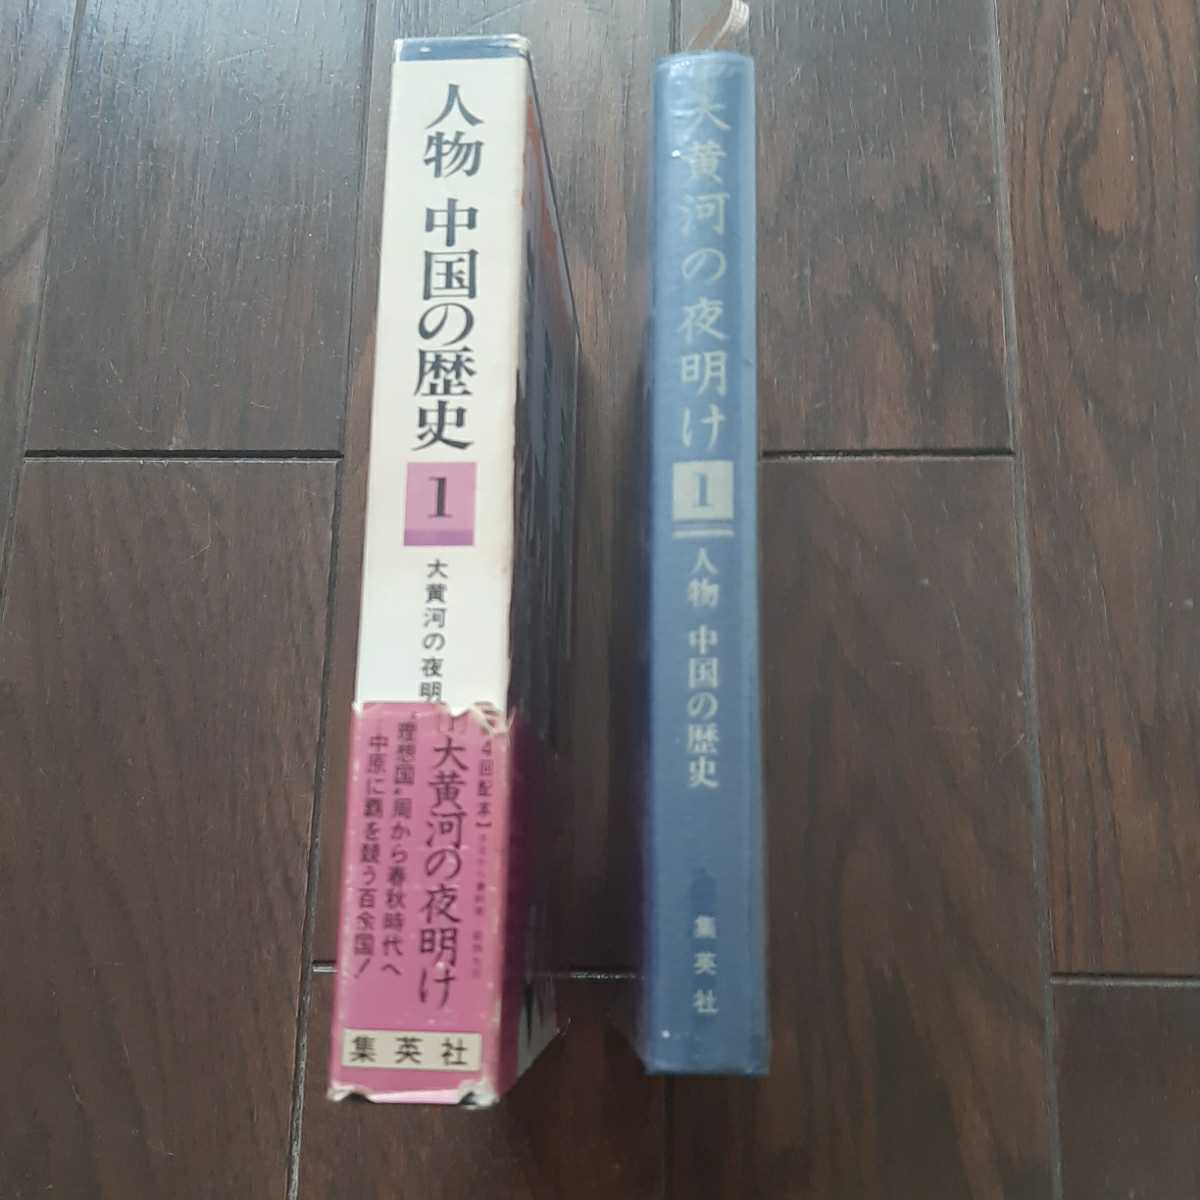 人物 中国の歴史
1
大黄河の夜明
4回配本】
大黄河の夜明け
“理想国”周から春秋時代へ
中原に覇を競う百余国!
集英社
大黄河の夜明け
1
人物 中国の歴史
集英社